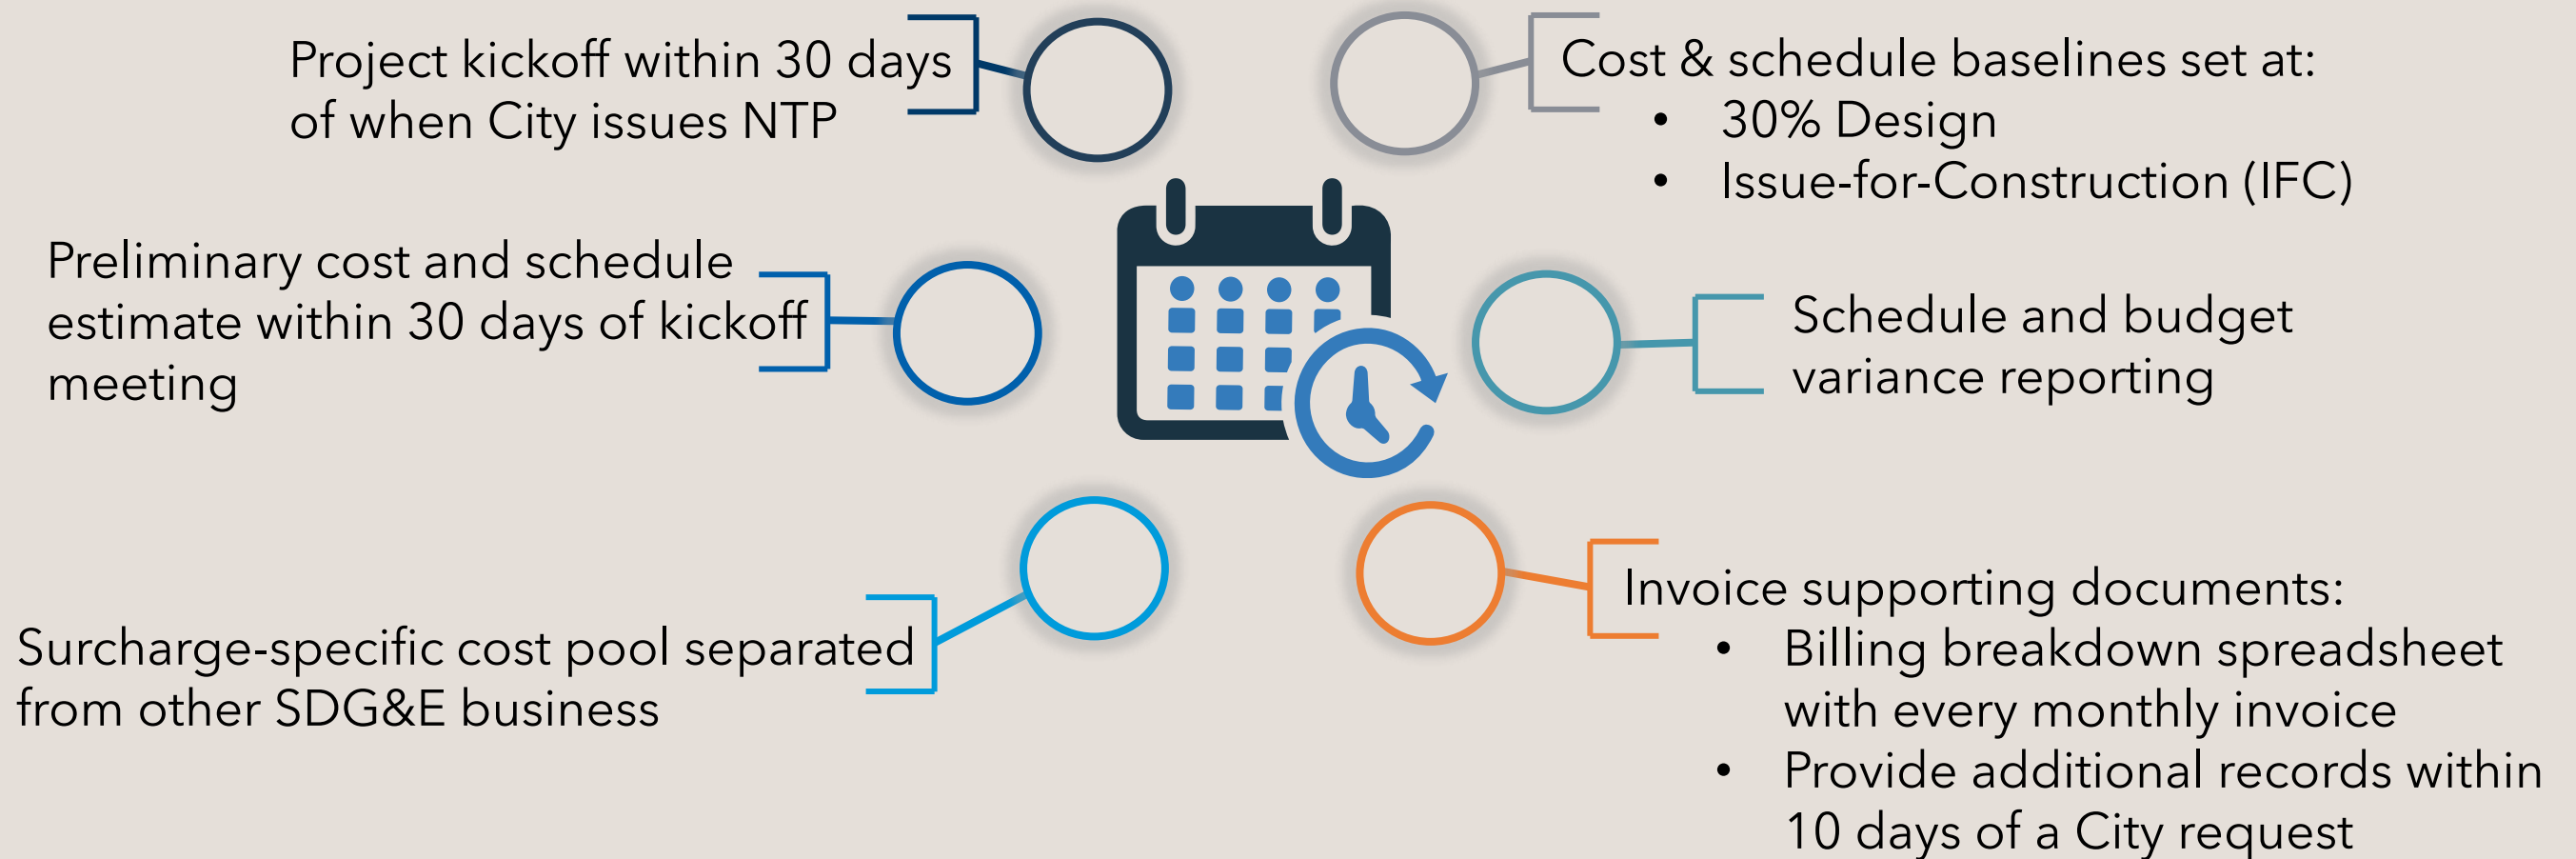 Project kickoff within 30 days
of when City issues NTP
Preliminary cost and schedule
estimate within 30 days of kickoff
meeting
Surcharge-specific cost pool separated
from other SDG&E business
Cost & schedule baselines set at:
• 30% Design
• Issue-for-Construction (IFC)
Schedule and budget
variance reporting
Invoice supporting documents:
• Billing breakdown spreadsheet
with every monthly invoice
• Provide additional records within
10 days of a City request